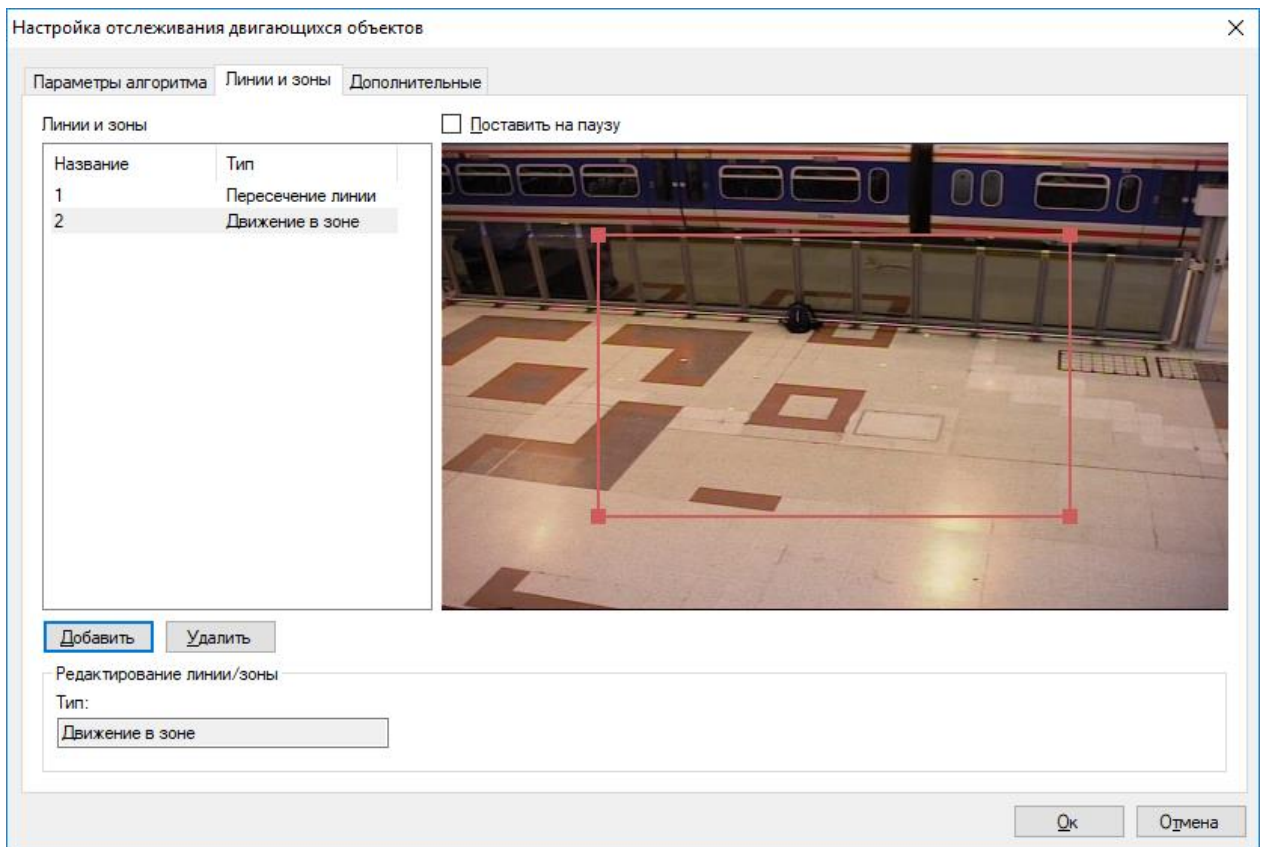 Настройка отслеживания двигающихся объектов
Параметры алгоритма Линии и зоны Дополнительные
Линии и зоны
Поставить на паузу
Название Тип
1 Пересечение линии
2 Движение в зоне
Добавить Удалить
Редактирование линии/зоны
Тип:
Движение в зоне
Ок Отмена